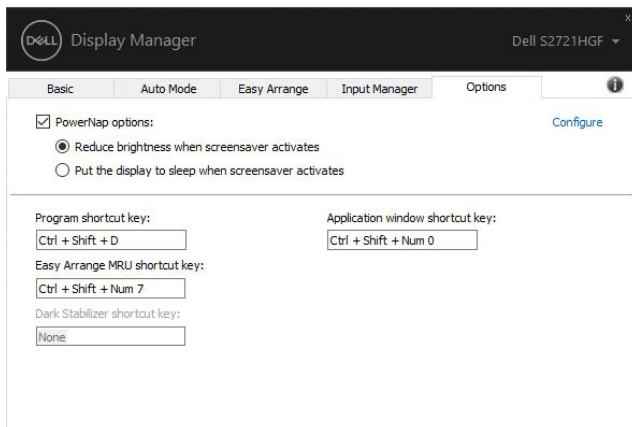 x
DELL Display Manager
Dell S2721HGF
Basic Auto Mode Easy Arrange Input Manager Options
i
PowerNap options: Configure
Reduce brightness when screensaver activates
Put the display to sleep when screensaver activates
Program shortcut key: Application window shortcut key:
Ctrl + Shift + D Ctrl + Shift + Num 0
Easy Arrange MRU shortcut key:
Ctrl + Shift + Num 7
Dark Stabilizer shortcut key:
None